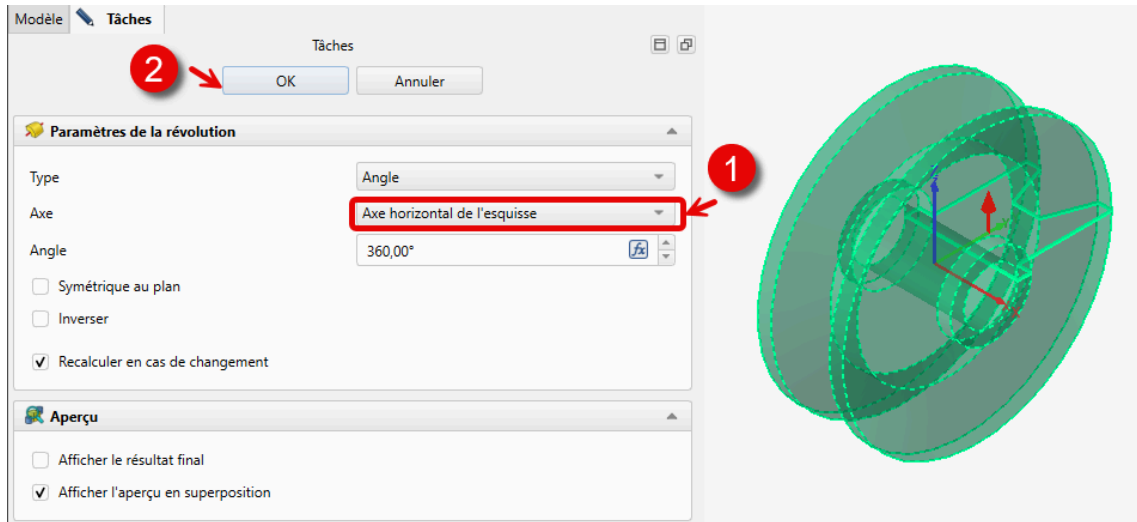 Modèle Tâches
Tâches
2
OK Annuler
Paramètres de la révolution
1
Type Angle
Axe Axe horizontal de l'esquisse
Angle 360,00° fx
Symétrique au plan
Inverser
Recalculer en cas de changement
Aperçu
Afficher le résultat final
Afficher l'aperçu en superposition
X